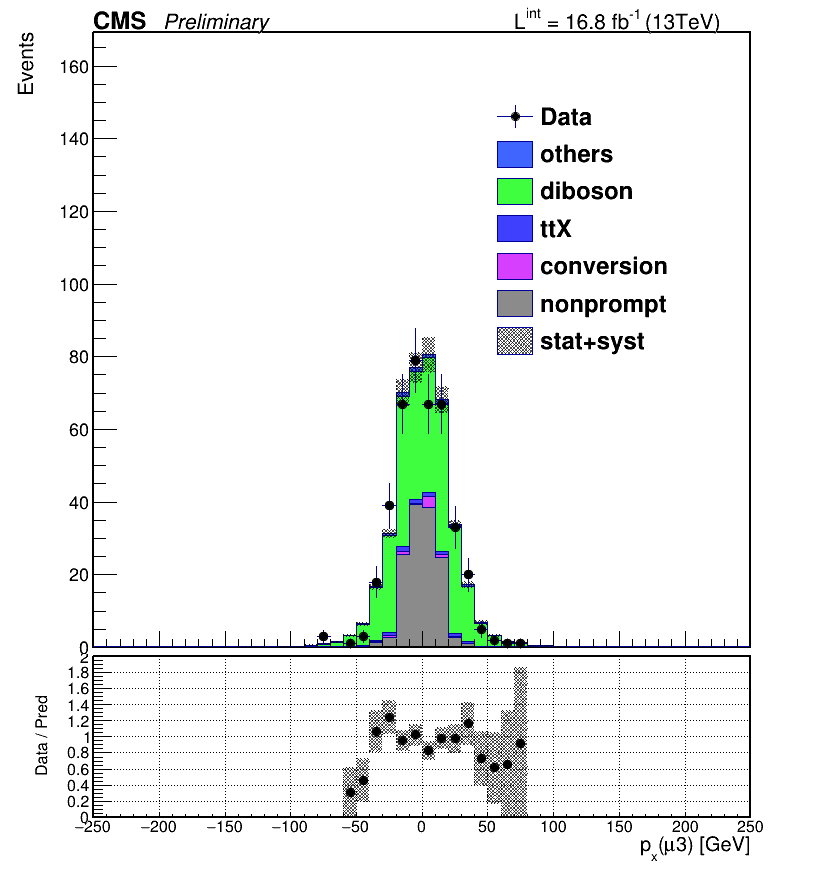 CMS Preliminary L^int = 16.8 fb^-1 (13TeV)
Events
160
140
120
100
80
60
40
20
0
Data
others
diboson
ttX
conversion
nonprompt
stat+syst
Data / Pred
2
1.8
1.6
1.4
1.2
1
0.8
0.6
0.4
0.2
0
−250 −200 −150 −100 −50 0 50 100 150 200 250
p_x(μ3) [GeV]